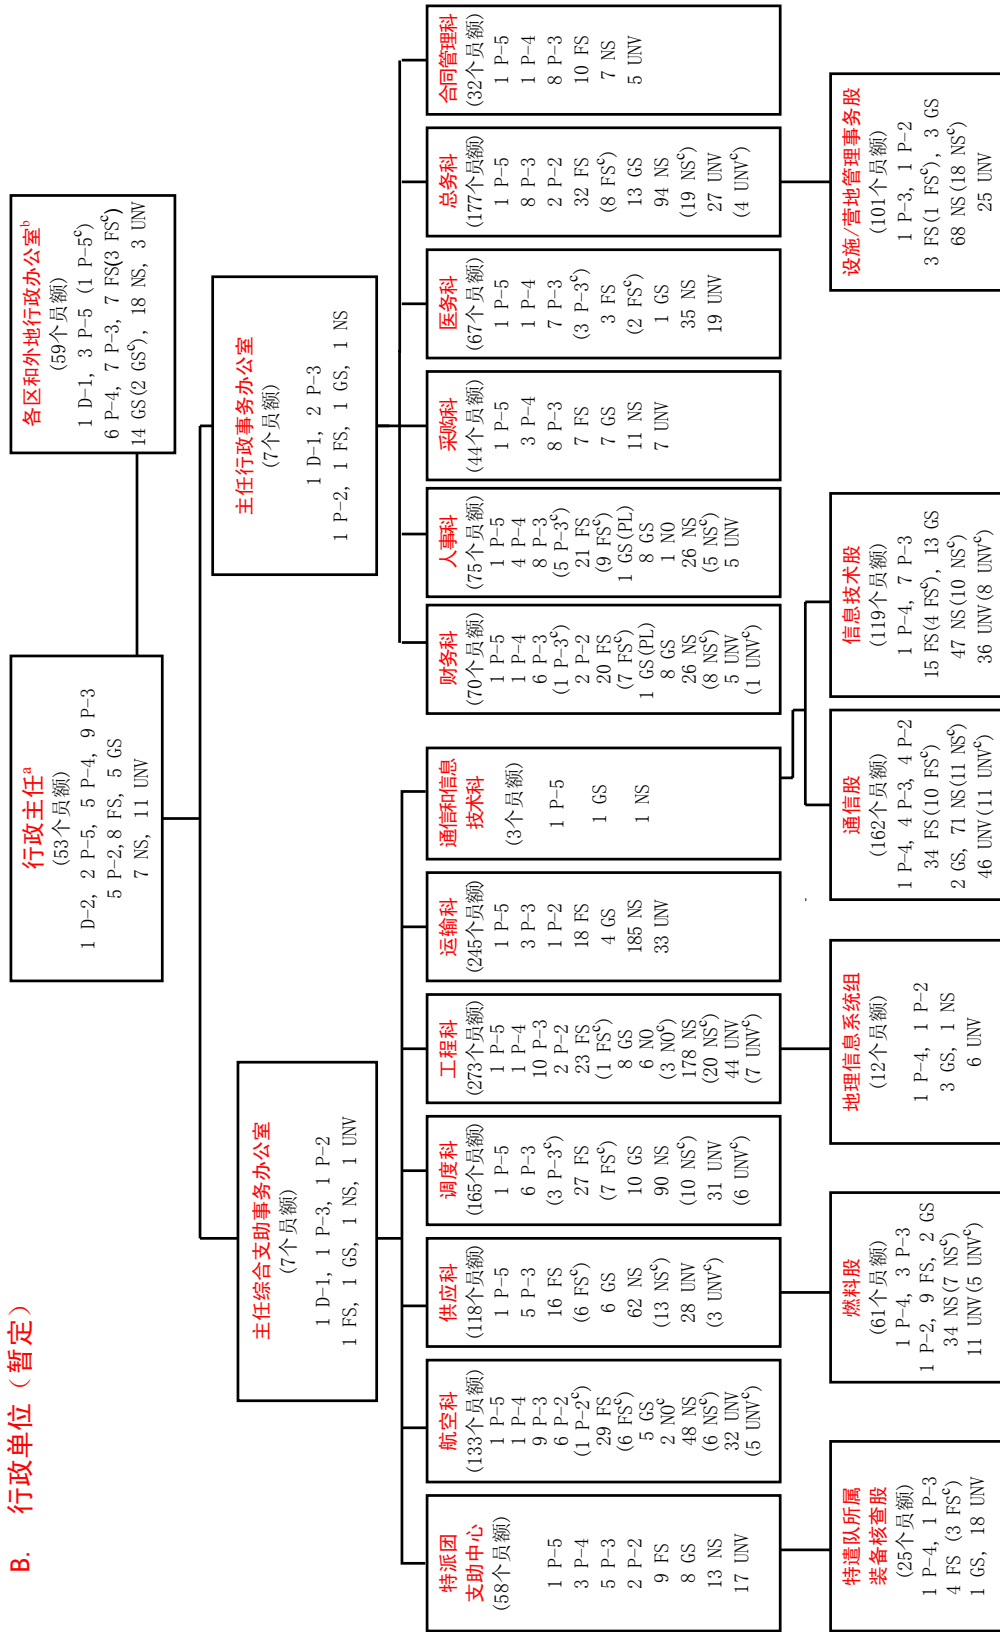 B. 行政单位（暂定）
行政主任a
(53个员额)
1 D-2, 2 P-5, 5 P-4, 9 P-3
5 P-2,8 FS, 5 GS
7 NS, 11 UNV
各区和外地行政办公室b
(59个员额)
1 D-1, 3 P-5 (1 P-5c)
6 P-4, 7 P-3, 7 FS(3 FSc)
14 GS(2 GSc), 18 NS, 3 UNV
主任综合支助事务办公室
(7个员额)
1 D-1, 1 P-3, 1 P-2
1 FS, 1 GS, 1 NS, 1 UNV
主任行政事务办公室
(7个员额)
1 D-1, 2 P-3
1 P-2, 1 FS, 1 GS, 1 NS
特派团
支助中心
(58个员额)
1 P-5
3 P-4
5 P-3
2 P-2
9 FS
8 GS
13 NS
17 UNV
航空科
(133个员额)
1 P-5
1 P-4
9 P-3
6 P-2
(1 P-2c)
29 FS
(6 FSc)
5 GS
2 NOc
48 NS
(6 NSc)
32 UNV
(5 UNVc)
供应科
(118个员额)
1 P-5
5 P-3
16 FS
(6 FSc)
6 GS
62 NS
(13 NSc)
28 UNV
(3 UNVc)
调度科
(165个员额)
1 P-5
6 P-3
(3 P-3c)
27 FS
(7 FSc)
10 GS
90 NS
(10 NSc)
31 UNV
(6 UNVc)
工程科
(273个员额)
1 P-5
1 P-4
10 P-3
2 P-2
23 FS
(1 FSc)
8 GS
6 NO
(3 NOc)
178 NS
(20 NSc)
44 UNV
(7 UNVc)
运输科
(245个员额)
1 P-5
3 P-3
1 P-2
18 FS
4 GS
185 NS
33 UNV
通信和信息
技术科
(3个员额)
1 P-5
1 GS
1 NS
财务科
(70个员额)
1 P-5
1 P-4
6 P-3
(1 P-3c)
2 P-2
20 FS
(7 FSc)
1 GS(PL)
8 GS
26 NS
(8 NSc)
5 UNV
(1 UNVc)
人事科
(75个员额)
1 P-5
4 P-4
8 P-3
(5 P-3c)
21 FS
(9 FSc)
1 GS(PL)
8 GS
1 NO
26 NS
(5 NSc)
5 UNV
采购科
(44个员额)
1 P-5
3 P-4
8 P-3
7 FS
7 GS
11 NS
7 UNV
医务科
(67个员额)
1 P-5
1 P-4
7 P-3
(3 P-3c)
3 FS
(2 FSc)
1 GS
35 NS
19 UNV
总务科
(177个员额)
1 P-5
8 P-3
2 P-2
32 FS
(8 FSc)
13 GS
94 NS
(19 NSc)
27 UNV
(4 UNVc)
合同管理科
(32个员额)
1 P-5
1 P-4
8 P-3
10 FS
7 NS
5 UNV
特遣队所属
装备核查股
(25个员额)
1 P-4, 1 P-3
4 FS (3 FSc)
1 GS, 18 UNV
燃料股
(61个员额)
1 P-4, 3 P-3
1 P-2, 9 FS, 2 GS
34 NS(7 NSc)
11 UNV(5 UNVc)
地理信息系统组
(12个员额)
1 P-4, 1 P-2
3 GS, 1 NS
6 UNV
通信股
(162个员额)
1 P-4, 4 P-3, 4 P-2
34 FS(10 FSc)
2 GS, 71 NS(11 NSc)
46 UNV(11 UNVc)
信息技术股
(119个员额)
1 P-4, 7 P-3
15 FS(4 FSc), 13 GS
47 NS(10 NSc)
36 UNV(8 UNVc)
设施/营地管理事务股
(101个员额)
1 P-3, 1 P-2
3 FS(1 FSc), 3 GS
68 NS(18 NSc)
25 UNV